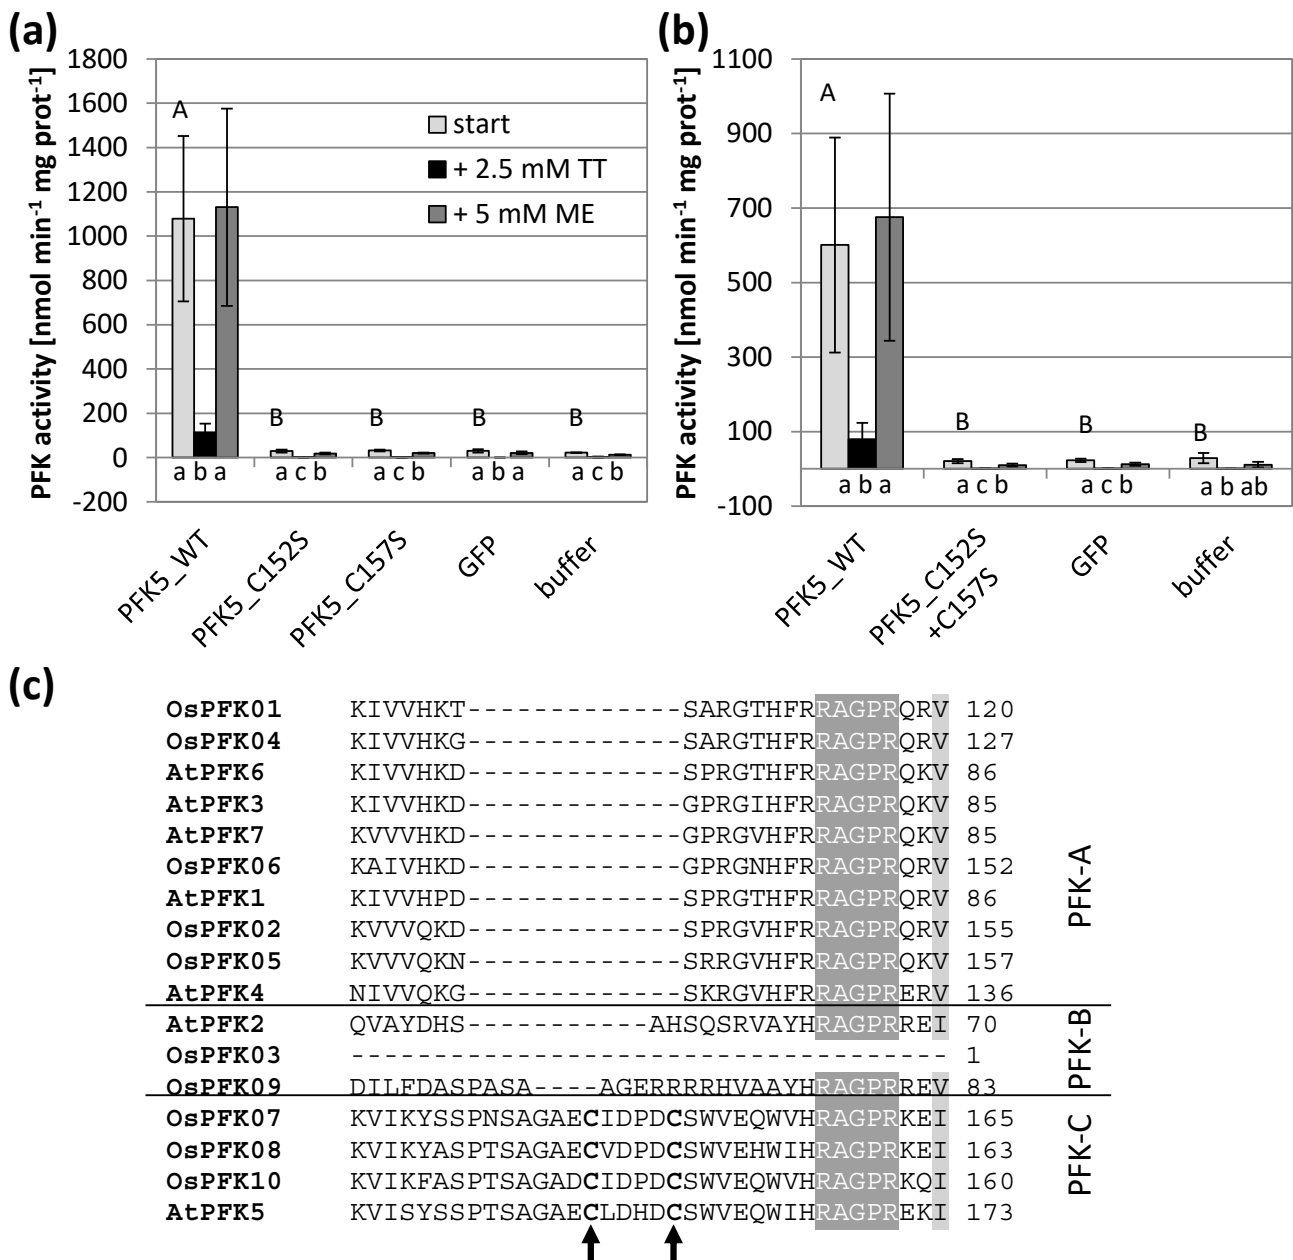 (a)
PFK activity [nmol min⁻¹ mg prot⁻¹]
1800
1600
1400
1200
1000
800
600
400
200
0
-200
A
B
B
B
B
start
+ 2.5 mM TT
+ 5 mM ME
a b a
a c b
a c b
a b a
a c b
PFK5_WT
PFK5_C152S
PFK5_C157S
GFP
buffer
(b)
PFK activity [nmol min⁻¹ mg prot⁻¹]
1100
900
700
500
300
100
-100
A
B
B
B
a b a
a c b
a c b
a b ab
PFK5_WT
PFK5_C152S
+C157S
GFP
buffer
(c)
OsPFK01 KIVVHKT-------------SARGTHFRRAGPRQRV 120
OsPFK04 KIVVHKG-------------SARGTHFRRAGPRQRV 127
AtPFK6 KIVVHKD-------------SPRGTHFRRAGPRQKV 86
AtPFK3 KIVVHKD-------------GPRGIHFRRAGPRQKV 85
AtPFK7 KVVVHKD-------------GPRGVHFRRAGPRQKV 85
OsPFK06 KAIVHKD-------------GPRGNHFRRAGPRQRV 152
AtPFK1 KIVVHPD-------------SPRGTHFRRAGPRQRV 86
OsPFK02 KVVVQKD-------------SPRGVHFRRAGPRQRV 155
OsPFK05 KVVVQKN-------------SRRGVHFRRAGPRQKV 157
AtPFK4 NIVVQKG-------------SKRGVHFRRAGPRERV 136
PFK-A
AtPFK2 QVAYDHS-----------AHSQSRVAYHRAGPRREI 70
OsPFK03 ------------------------------------ 1
OsPFK09 DILFDASPASA----AGERRRRHVAAYHRAGPRREV 83
PFK-B
OsPFK07 KVIKYSSPNSAGAECIDPDCSWVEQWVHRAGPRKEI 165
OsPFK08 KVIKYASPTSAGAECVDPDCSWVEHWIHRAGPRKEI 163
OsPFK10 KVIKFASPTSAGADCIDPDCSWVEQWVHRAGPRKQI 160
AtPFK5 KVISYSSPTSAGAECLDHDCSWVEQWIHRAGPREKI 173
PFK-C